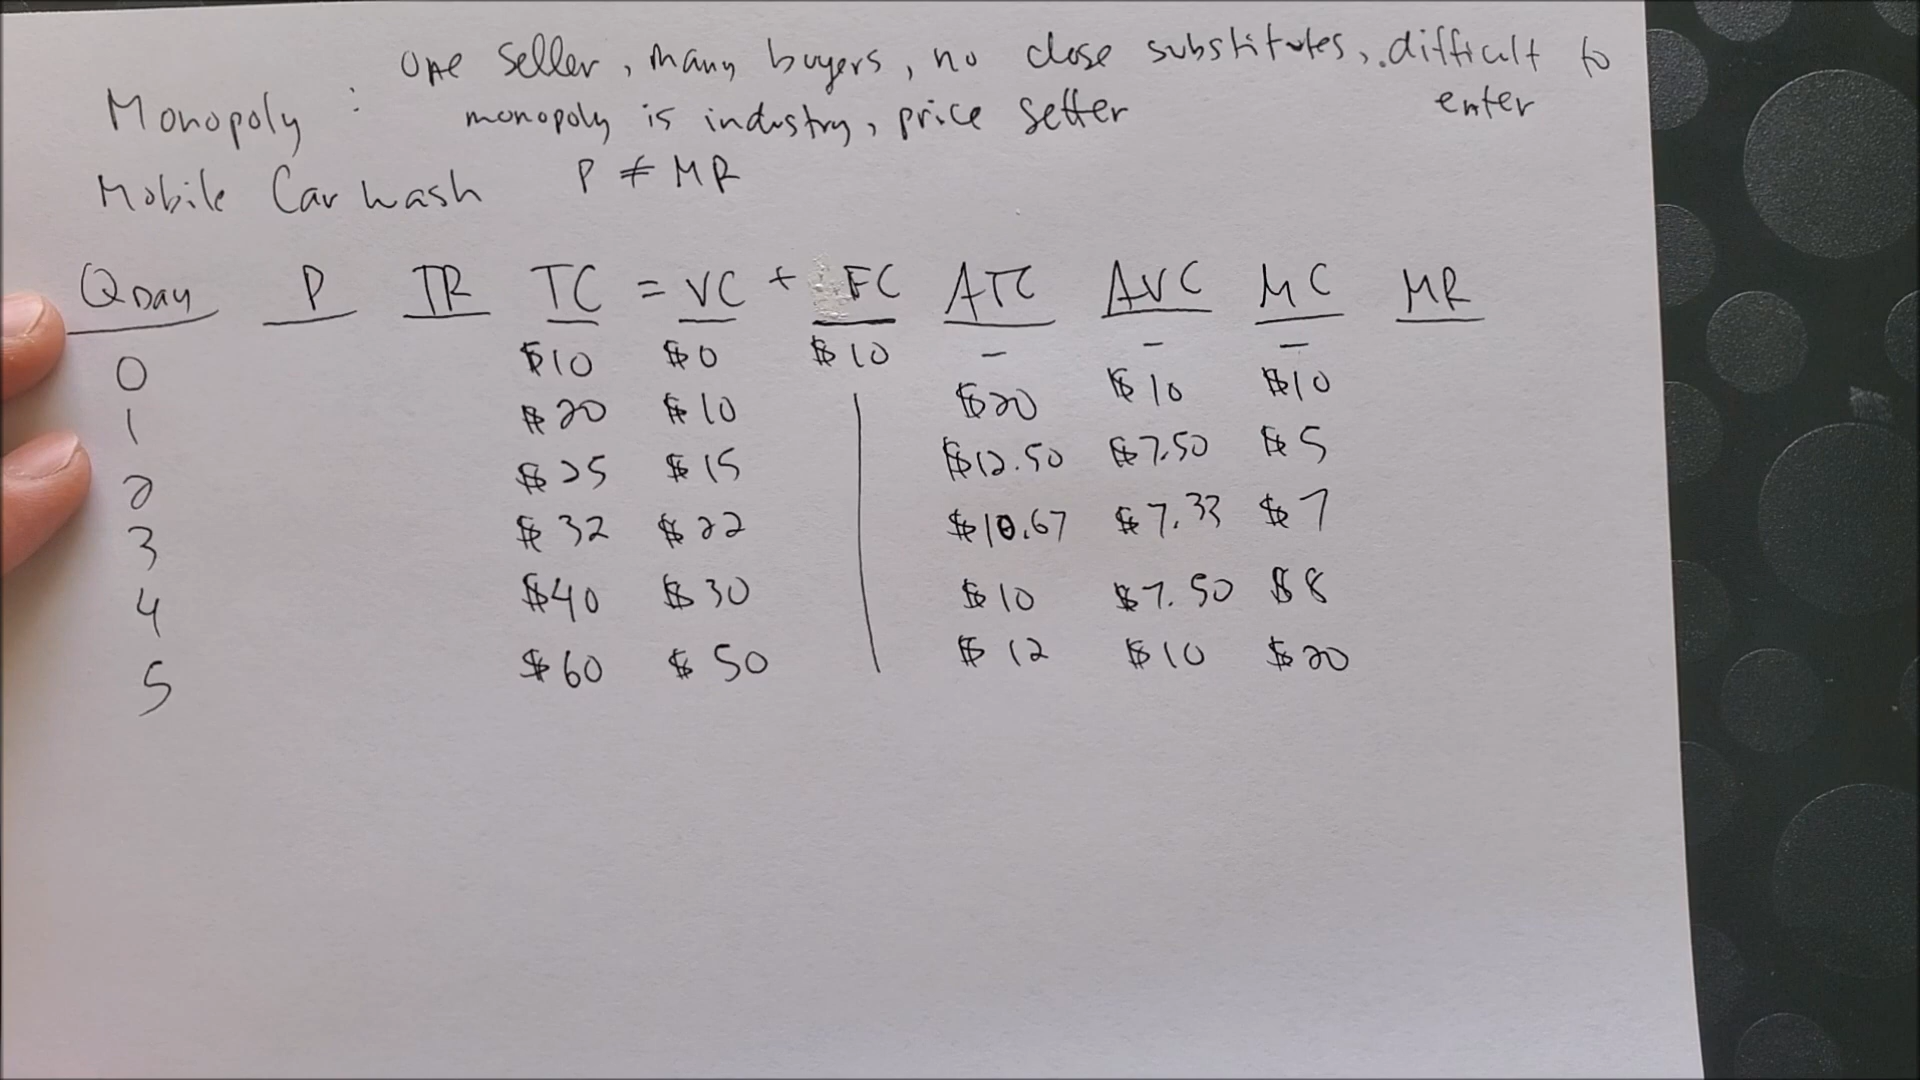 one seller, many buyers, no close substitutes, difficult to enter
Monopoly : monopoly is industry, price setter
Mobile Car wash P ≠ MR
Q DAY P TR TC = VC + FC ATC AVC MC MR
0 $10 $0 $10 - - -
1 $20 $10 $20 $10 $10
2 $25 $15 $12.50 $7.50 $5
3 $32 $22 $10.67 $7.33 $7
4 $40 $30 $10 $7.50 $8
5 $60 $50 $12 $10 $20